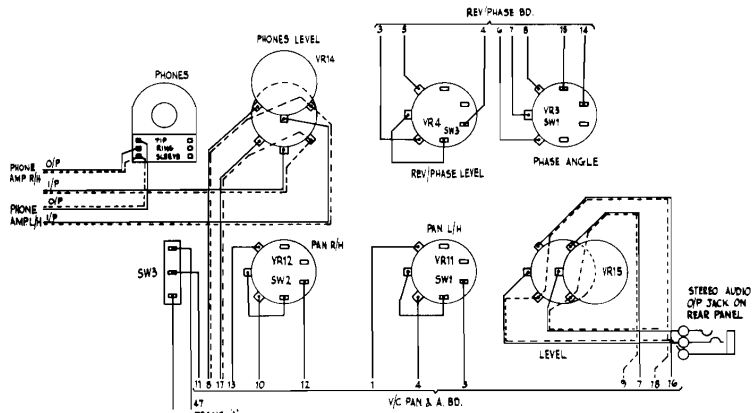 REV/PHASE BD.
3 5 4 6 7 8 15 14
PHONES LEVEL
VR14
PHONES
TIP
RING
SLEEVE
VR4
SW3
VR3
SW1
REV/PHASE LEVEL
PHASE ANGLE
PHONE AMP R/H
O/P
I/P
PHONE AMP L/H
O/P
I/P
SW3
PAN R/H
VR12
SW2
PAN L/H
VR11
SW1
VR15
LEVEL
STEREO AUDIO
O/P JACK ON
REAR PANEL
11 8 17 13 10 12 1 4 3 9 7 18 16
47
V/C PAN & A. BD.